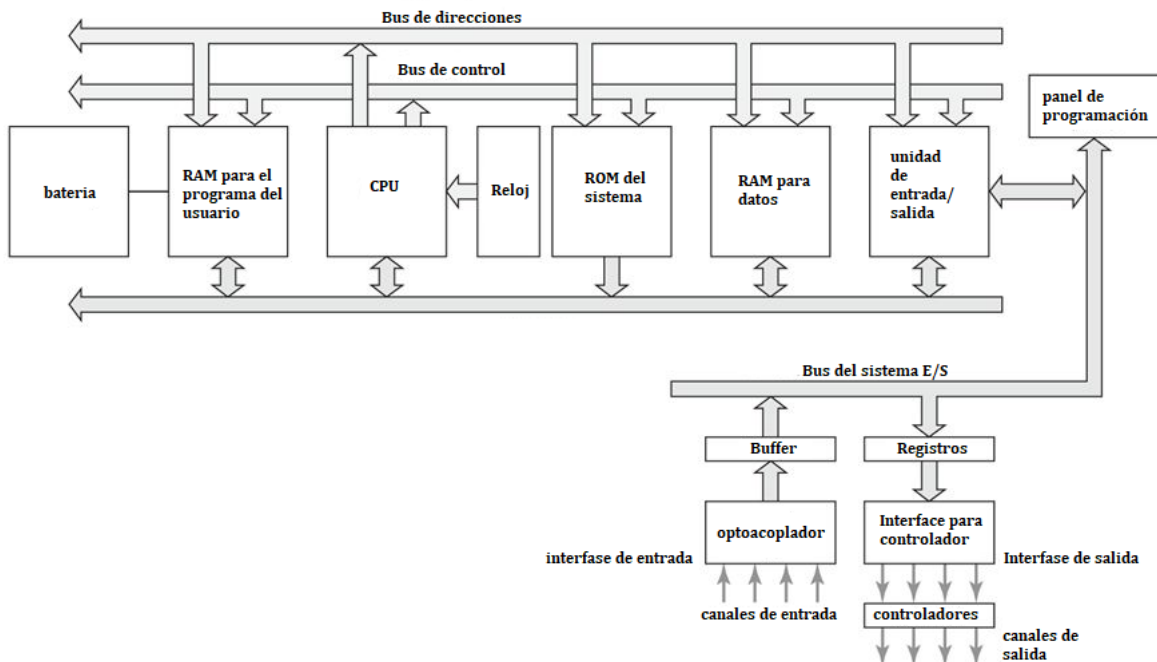 Bus de direcciones
Bus de control
panel de
programación
bateria
RAM para el
programa del
usuario
CPU
Reloj
ROM del
sistema
RAM para
datos
unidad
de
entrada/
salida
Bus del sistema E/S
Buffer
Registros
optoacoplador
Interface para
controlador
interfase de entrada
Interfase de salida
canales de entrada
controladores
canales de
salida